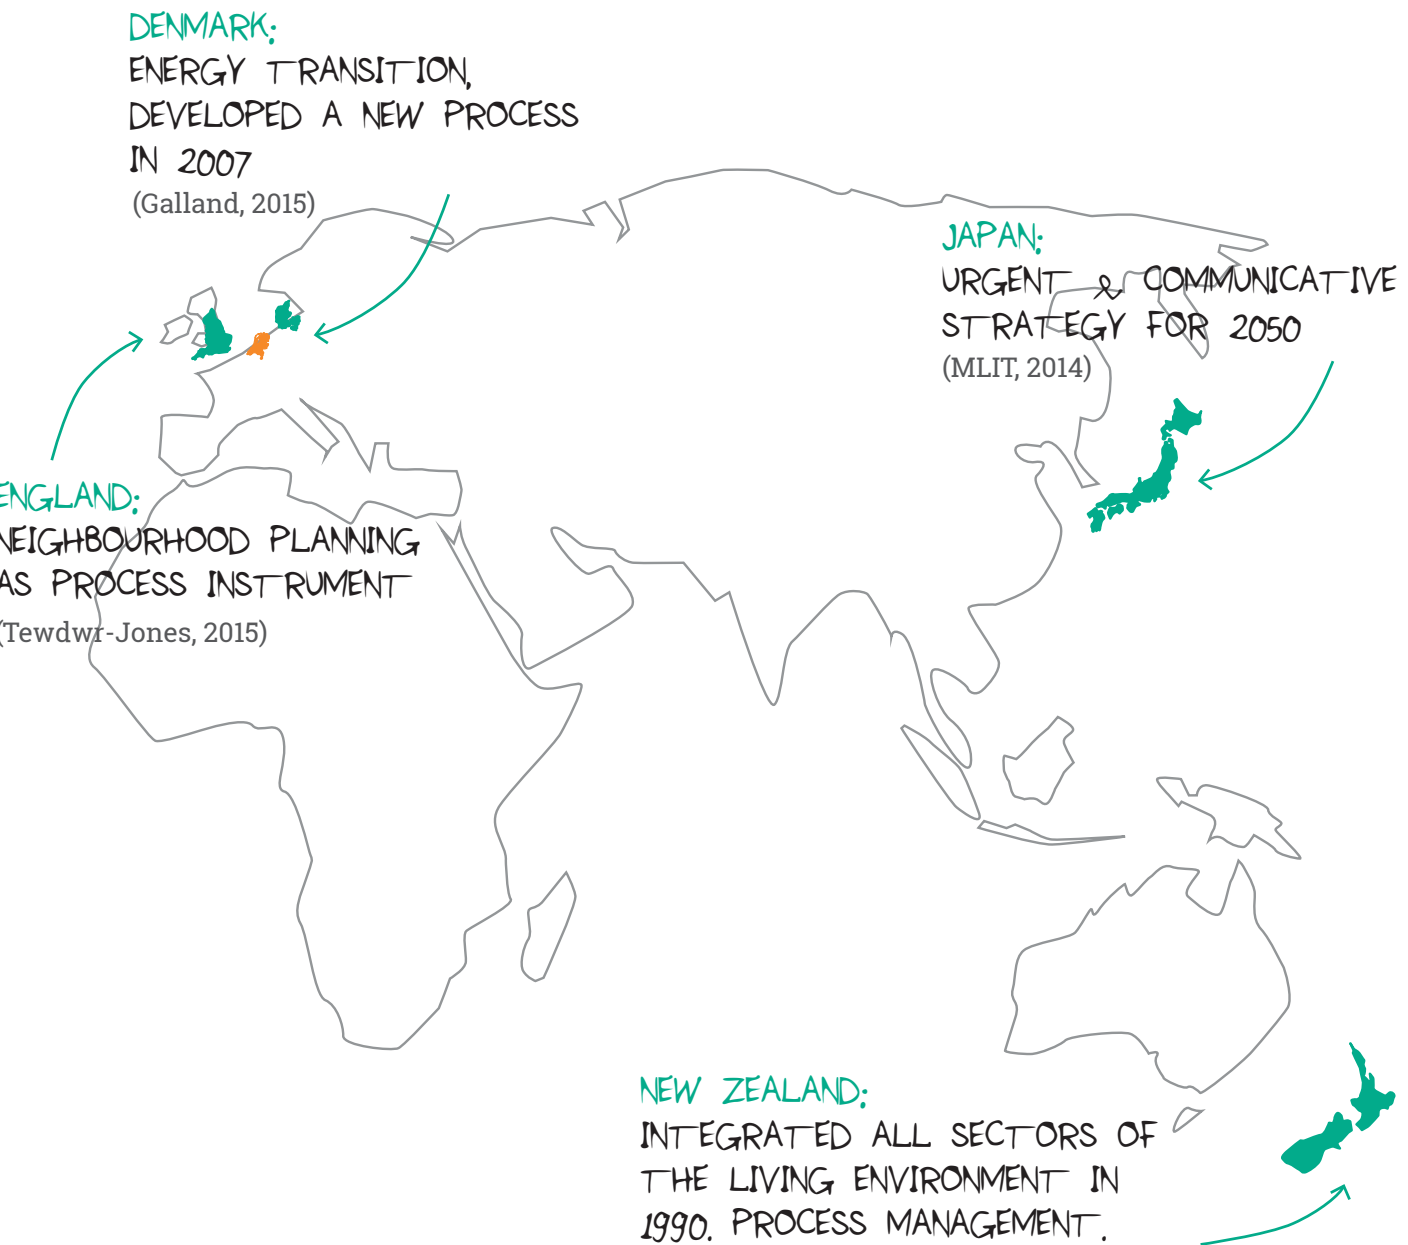 DENMARK:
ENERGY TRANSITION,
DEVELOPED A NEW PROCESS
IN 2007
(Galland, 2015)
JAPAN:
URGENT & COMMUNICATIVE
STRATEGY FOR 2050
(MLIT, 2014)
ENGLAND:
NEIGHBOURHOOD PLANNING
AS PROCESS INSTRUMENT
(Tewdwr-Jones, 2015)
NEW ZEALAND:
INTEGRATED ALL SECTORS OF
THE LIVING ENVIRONMENT IN
1990. PROCESS MANAGEMENT.